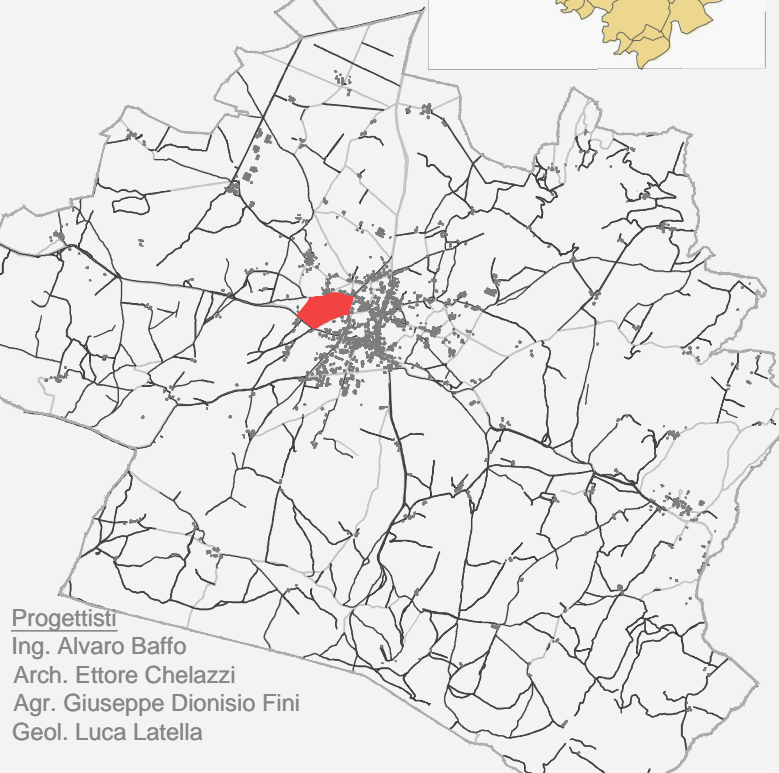 Progettisti
Ing. Alvaro Baffo
Arch. Ettore Chelazzi
Agr. Giuseppe Dionisio Fini
Geol. Luca Latella